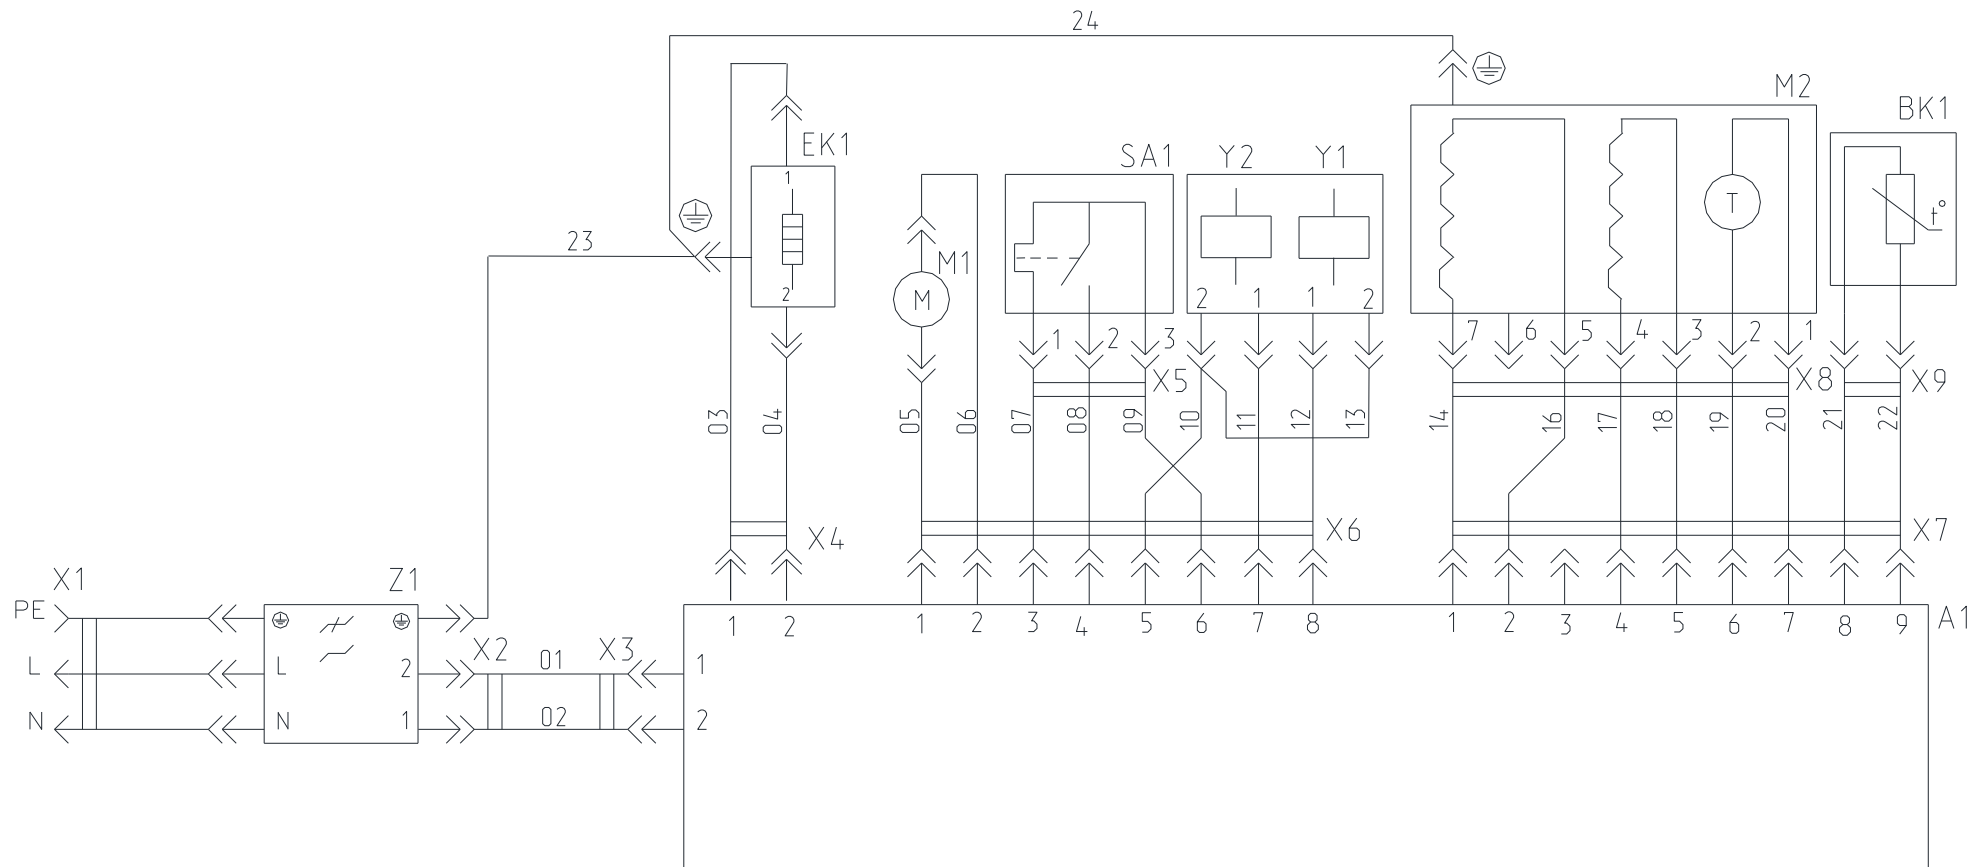 24
M2
BK1
EK1
SA1 Y2 Y1
1
T
t°
23
M1
2
M
2 1 1 2
1 2 3
7 6 5 4 3 2 1
X5
X8 X9
03 04 05 06 07 08 09 10 11 12 13 14 16 17 18 19 20 21 22
X4
X6
X7
X1 Z1
PE
1 2 1 2 3 4 5 6 7 8 1 2 3 4 5 6 7 8 9 A1
X2 01 X3
L L 2 1
N N 1 02 2